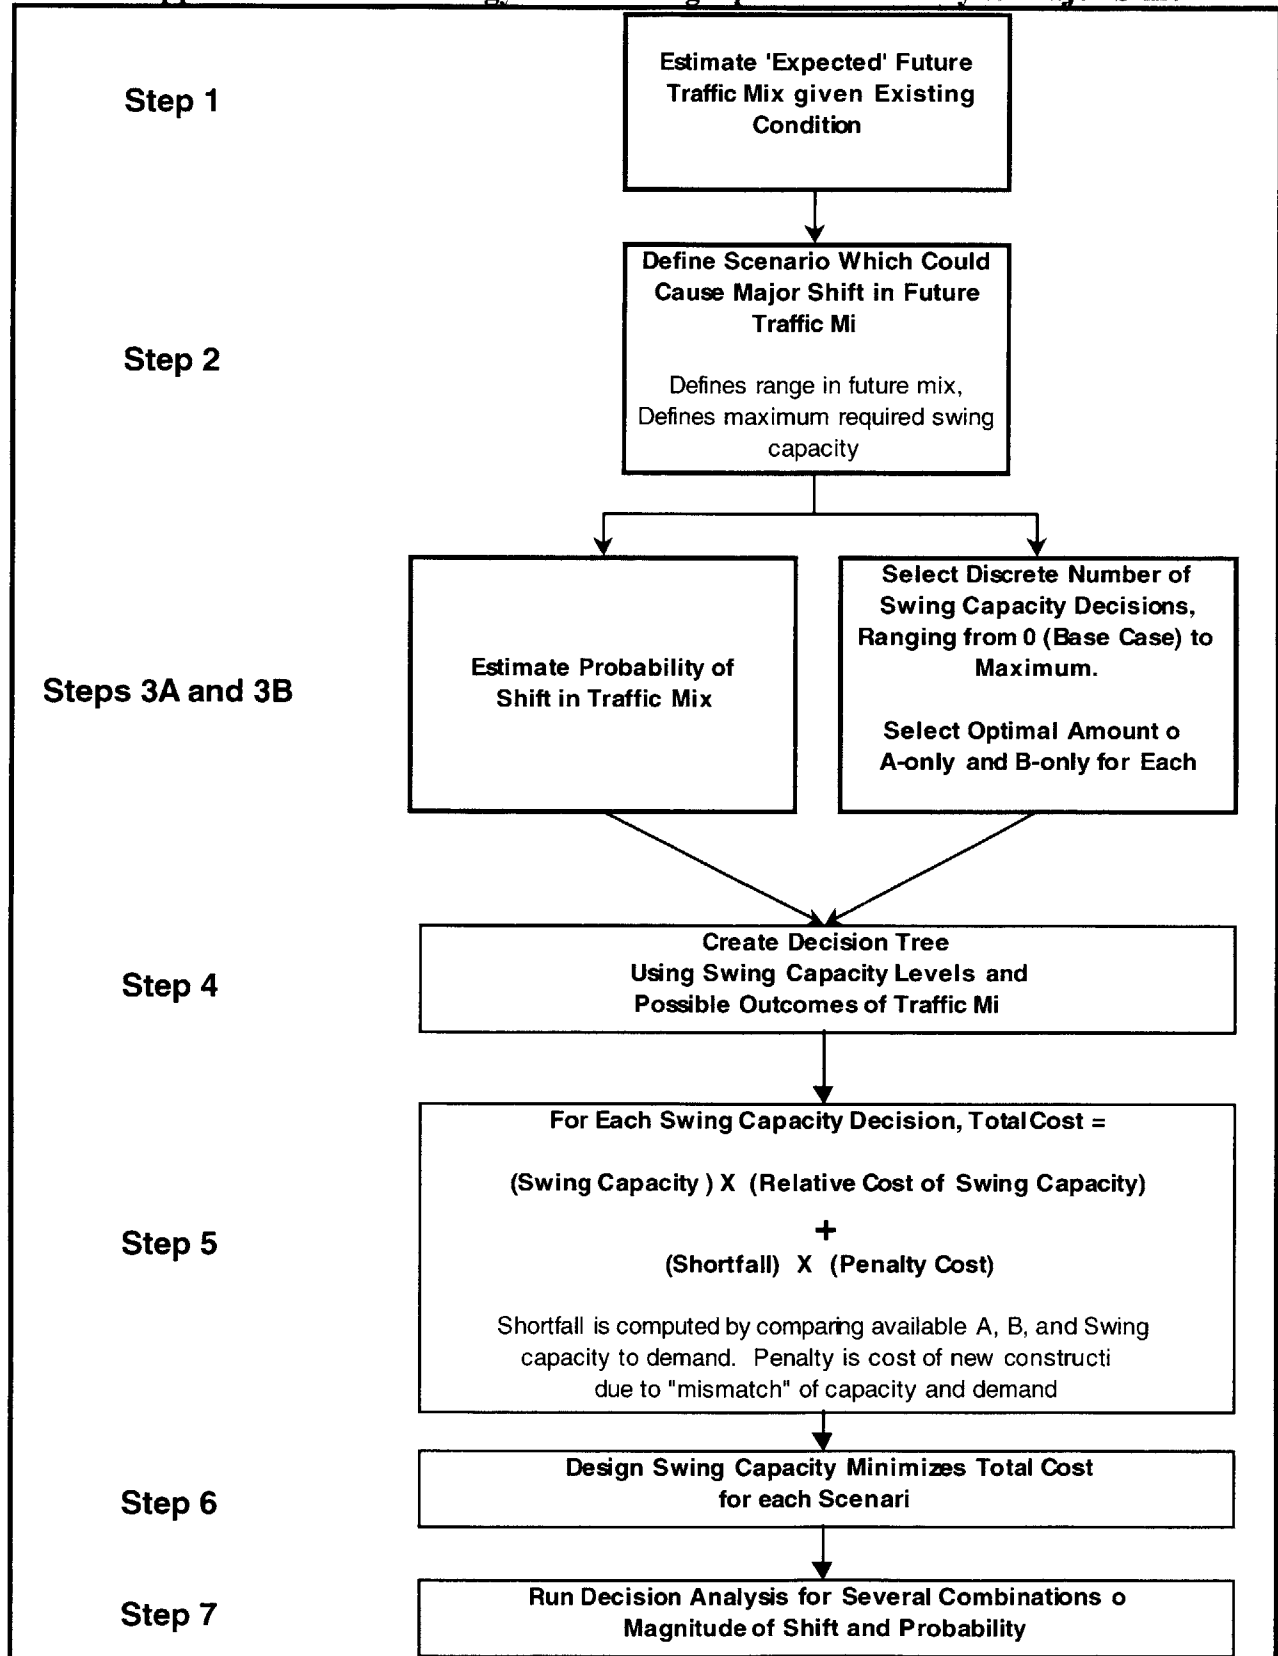 Step 1
Estimate 'Expected' Future
Traffic Mix given Existing
Condition
Step 2
Define Scenario Which Could
Cause Major Shift in Future
Traffic Mi
Defines range in future mix,
Defines maximum required swing
capacity
Steps 3A and 3B
Estimate Probability of
Shift in Traffic Mix
Select Discrete Number of
Swing Capacity Decisions,
Ranging from 0 (Base Case) to
Maximum.
Select Optimal Amount o
A-only and B-only for Each
Step 4
Create Decision Tree
Using Swing Capacity Levels and
Possible Outcomes of Traffic Mi
Step 5
For Each Swing Capacity Decision, Total Cost =
(Swing Capacity ) X (Relative Cost of Swing Capacity)
+
(Shortfall) X (Penalty Cost)
Shortfall is computed by comparing available A, B, and Swing
capacity to demand. Penalty is cost of new constructi
due to "mismatch" of capacity and demand
Step 6
Design Swing Capacity Minimizes Total Cost
for each Scenari
Step 7
Run Decision Analysis for Several Combinations o
Magnitude of Shift and Probability